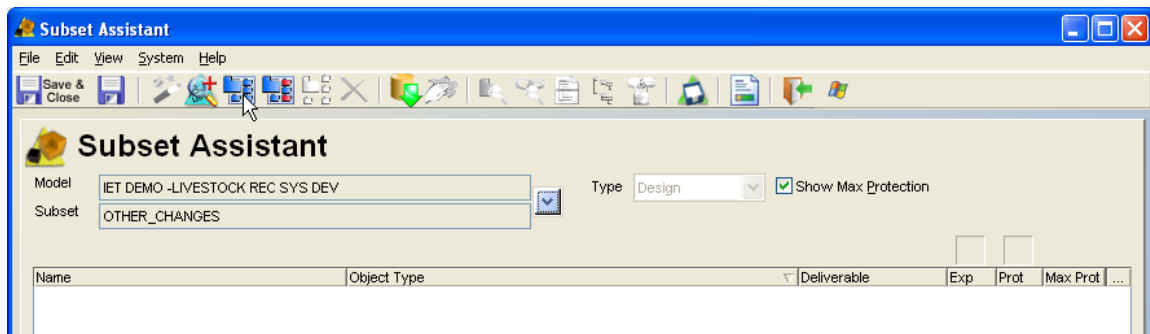 Subset Assistant
File Edit View System Help
Save &
Close
Subset Assistant
Model IET DEMO -LIVESTOCK REC SYS DEV Type Design Show Max Protection
Subset OTHER_CHANGES
Name Object Type Deliverable Exp Prot Max Prot ...